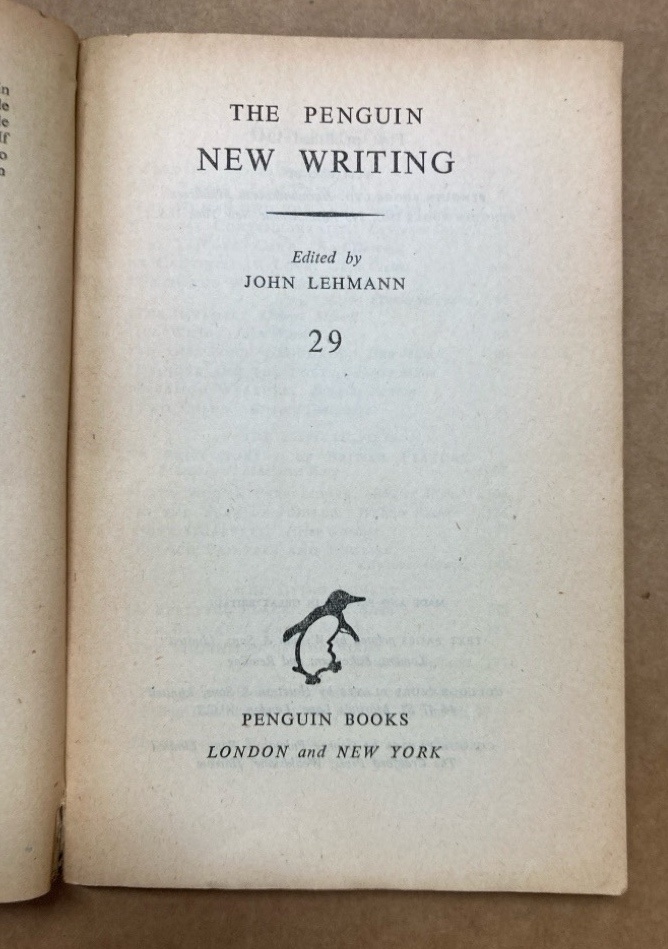 THE PENGUIN
NEW WRITING
Edited by
JOHN LEHMANN
29
PENGUIN BOOKS
LONDON and NEW YORK